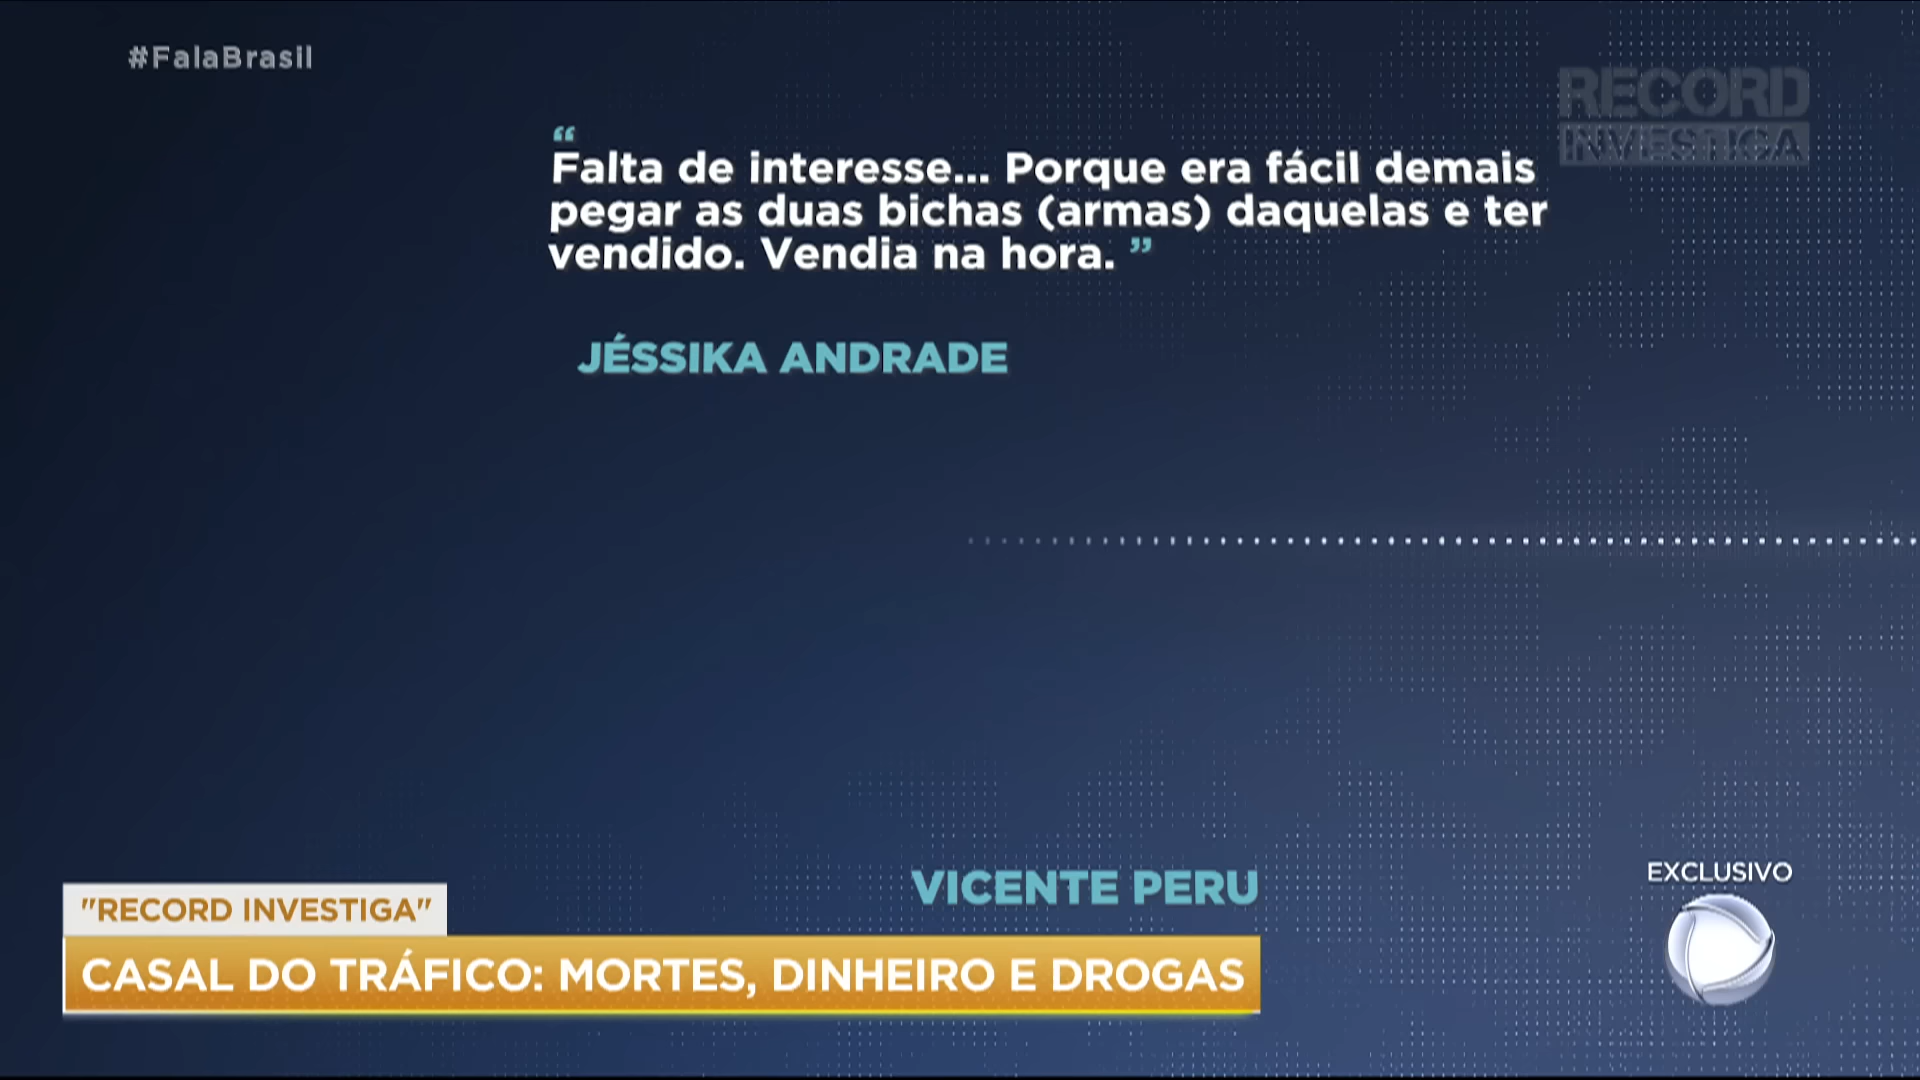 #FalaBrasil
RECORD
INVESTIGA
“
Falta de interesse... Porque era fácil demais
pegar as duas bichas (armas) daquelas e ter
vendido. Vendia na hora. ”
JÉSSIKA ANDRADE
VICENTE PERU
EXCLUSIVO
"RECORD INVESTIGA"
CASAL DO TRÁFICO: MORTES, DINHEIRO E DROGAS